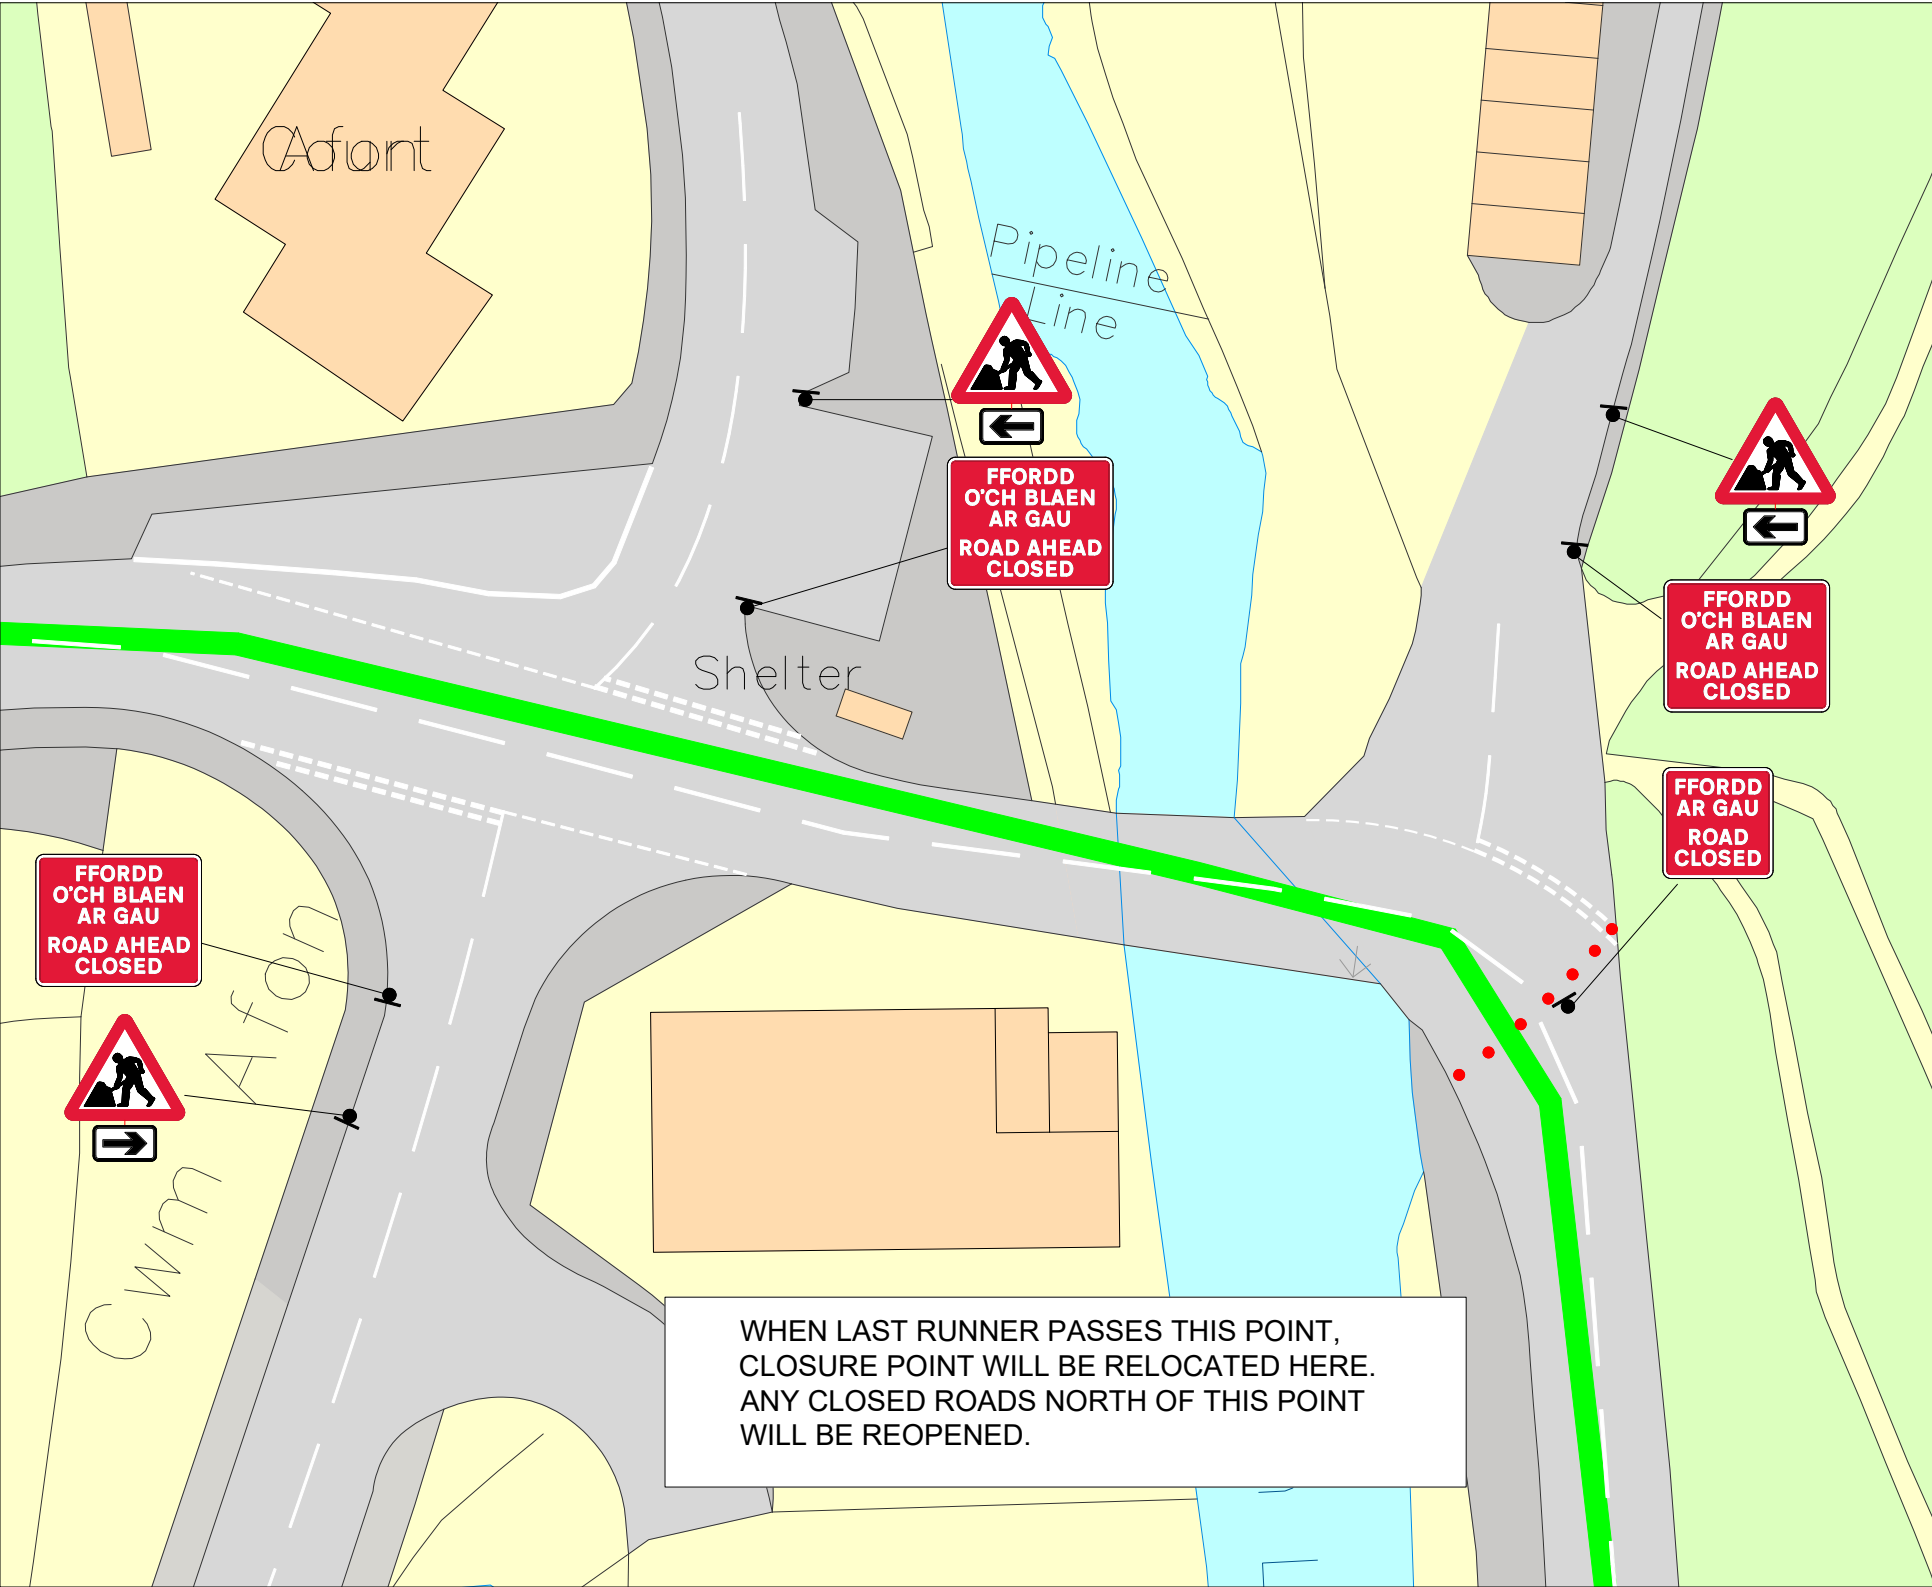 Afon
Court
Pipeline
Line
FFORDD
O'CH BLAEN
AR GAU
ROAD AHEAD
CLOSED
FFORDD
O'CH BLAEN
AR GAU
ROAD AHEAD
CLOSED
Shelter
FFORDD
AR GAU
ROAD
CLOSED
FFORDD
O'CH BLAEN
AR GAU
ROAD AHEAD
CLOSED
Cwm Afon
WHEN LAST RUNNER PASSES THIS POINT,
CLOSURE POINT WILL BE RELOCATED HERE.
ANY CLOSED ROADS NORTH OF THIS POINT
WILL BE REOPENED.